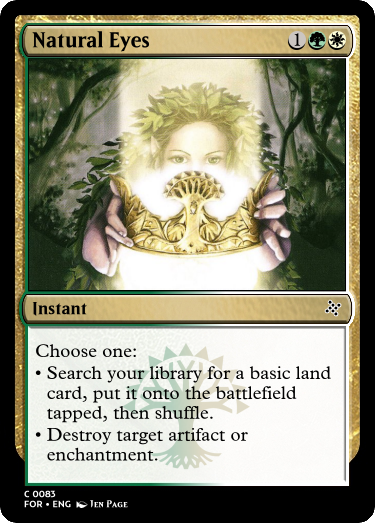 Natural Eyes 1
Instant
Choose one:
• Search your library for a basic land
card, put it onto the battlefield
tapped, then shuffle.
• Destroy target artifact or
enchantment.
C 0083
FOR • ENG Jen Page